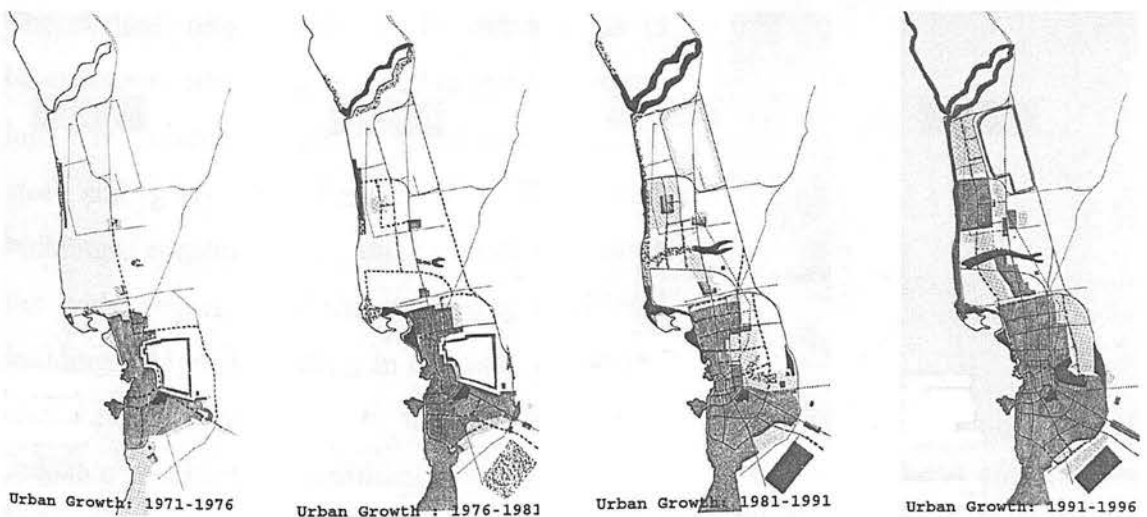 Urban Growth: 1971-1976
Urban Growth : 1976-1981
Urban Growth: 1981-1991
Urban Growth: 1991-1996